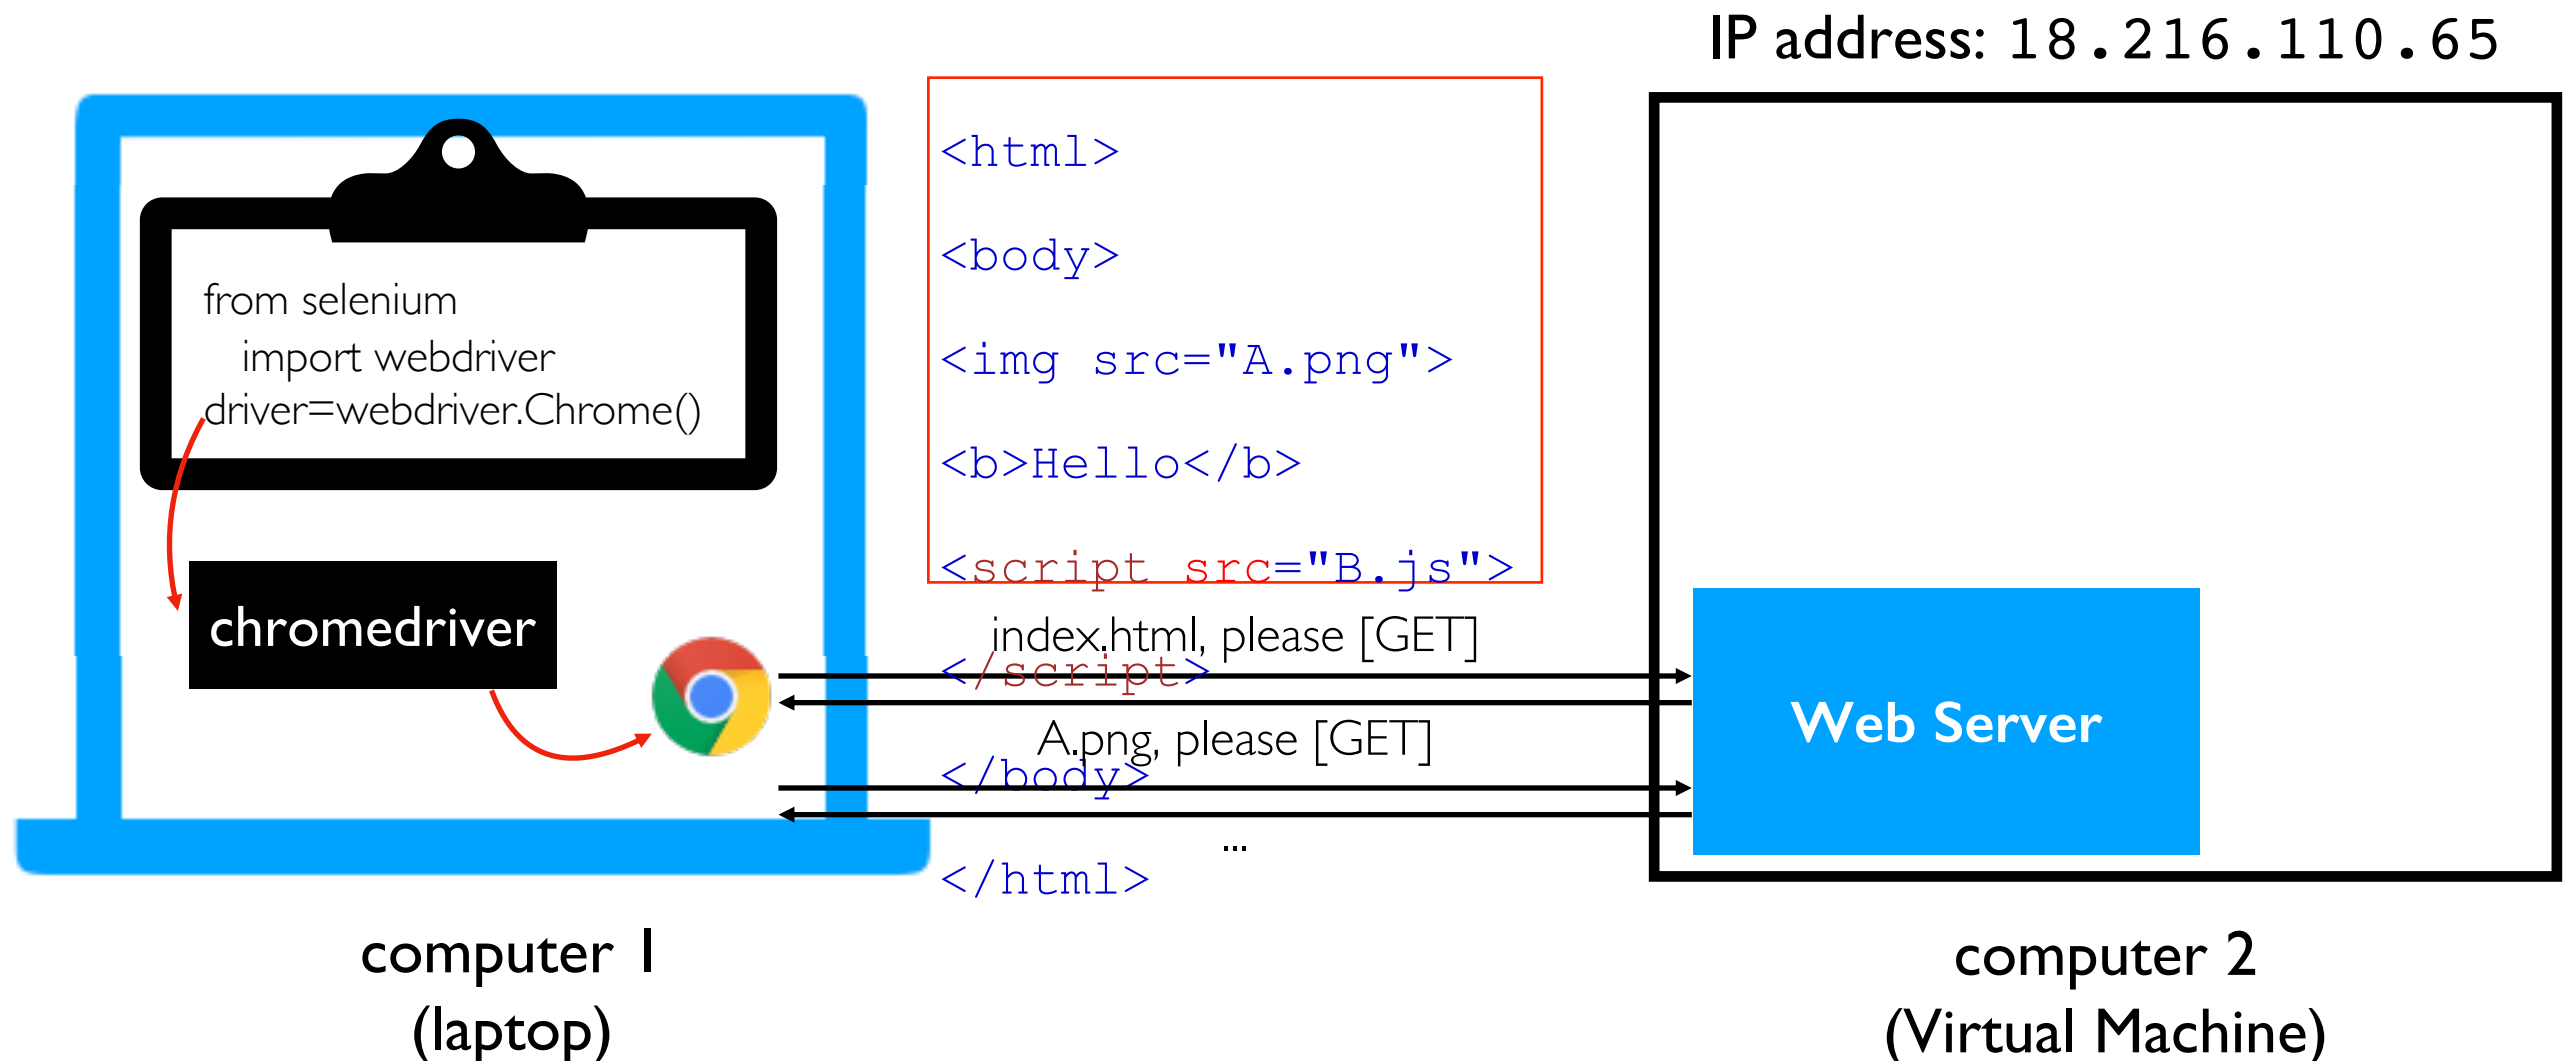 IP address: 18.216.110.65
from selenium
import webdriver
driver=webdriver.Chrome()
chromedriver
<html>
<body>
<img src="A.png">
<b>Hello</b>
<script src="B.js">
index.html, please [GET]
</script>
A.png, please [GET]
</body>
...
</html>
Web Server
computer 1
(laptop)
computer 2
(Virtual Machine)